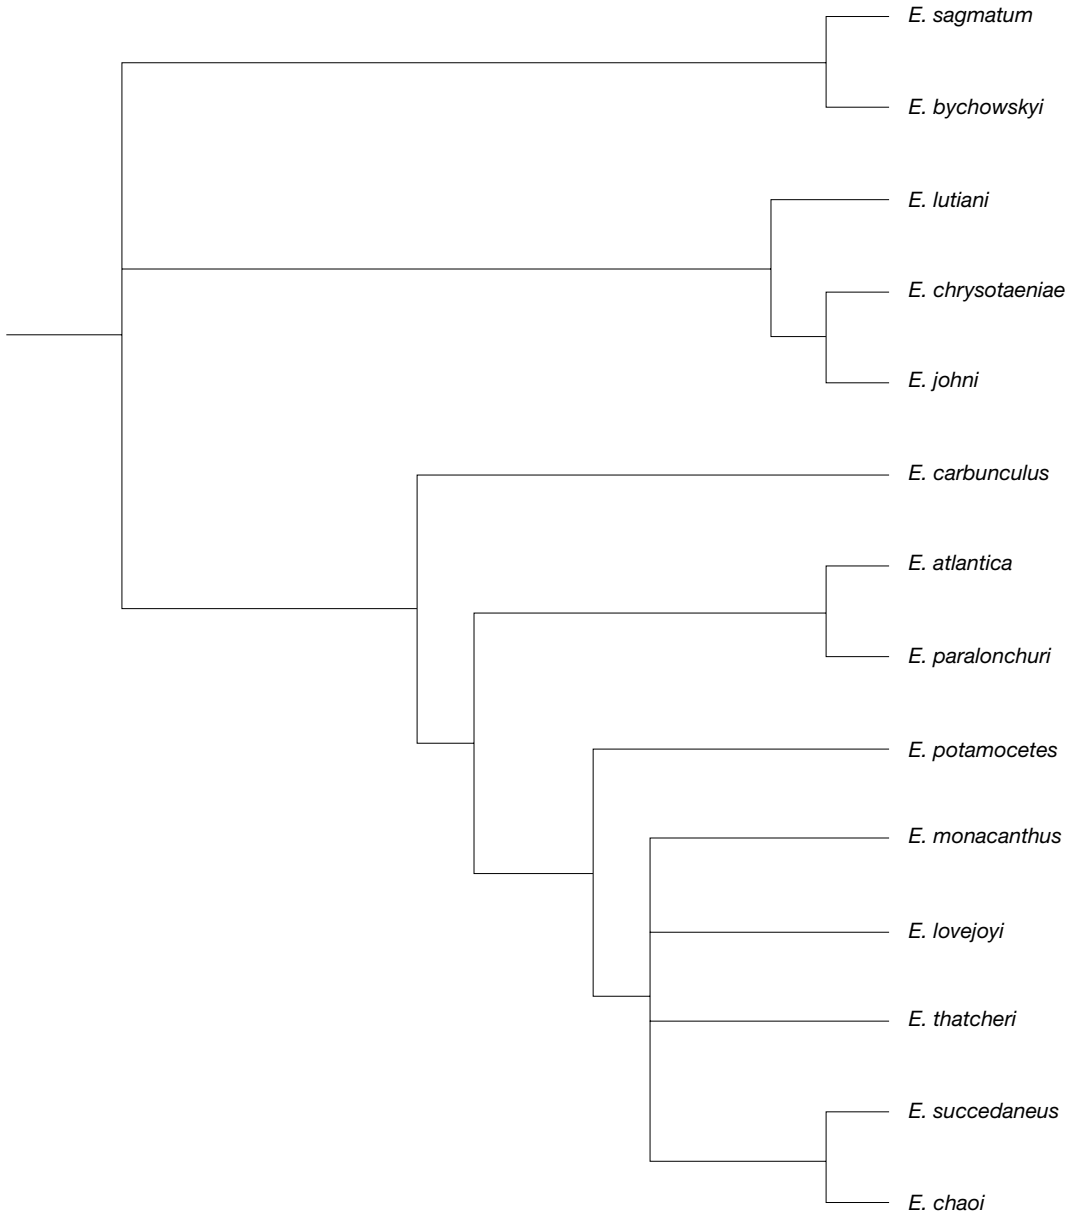 E. sagmatum
E. bychowskyi
E. lutiani
E. chrysotaeniae
E. johni
E. carbunculus
E. atlantica
E. paralonchuri
E. potamocetes
E. monacanthus
E. lovejoyi
E. thatcheri
E. succedaneus
E. chaoi